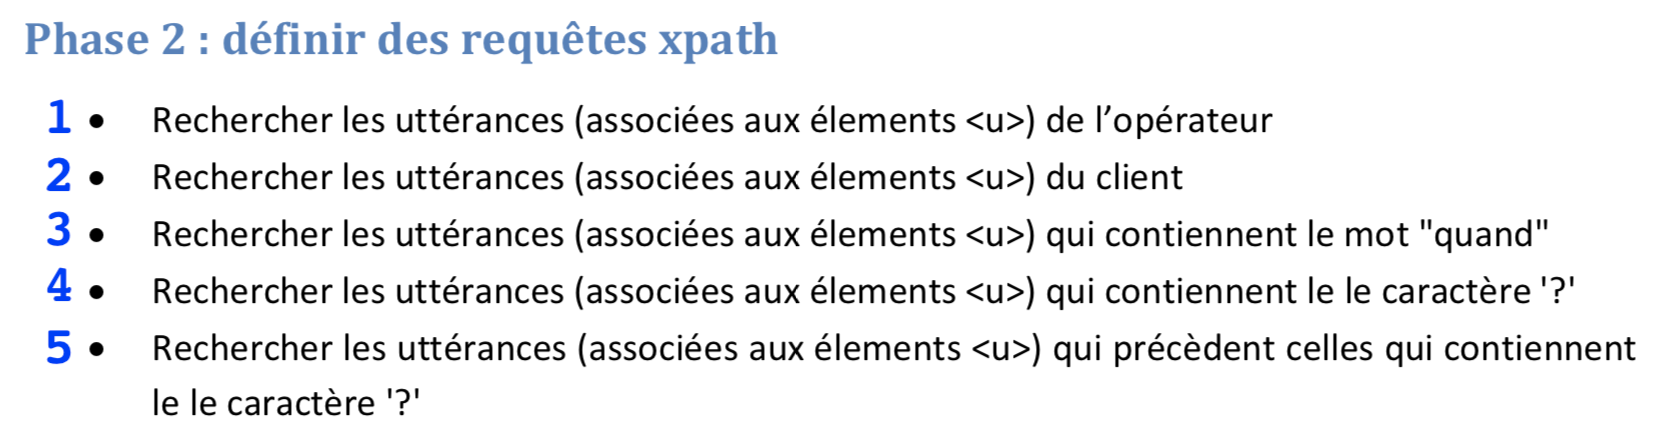 Phase 2 : définir des requêtes xpath
1 • Rechercher les uttérances (associées aux élements <u>) de l’opérateur
2 • Rechercher les uttérances (associées aux élements <u>) du client
3 • Rechercher les uttérances (associées aux élements <u>) qui contiennent le mot "quand"
4 • Rechercher les uttérances (associées aux élements <u>) qui contiennent le le caractère '?'
5 • Rechercher les uttérances (associées aux élements <u>) qui précèdent celles qui contiennent
le le caractère '?'